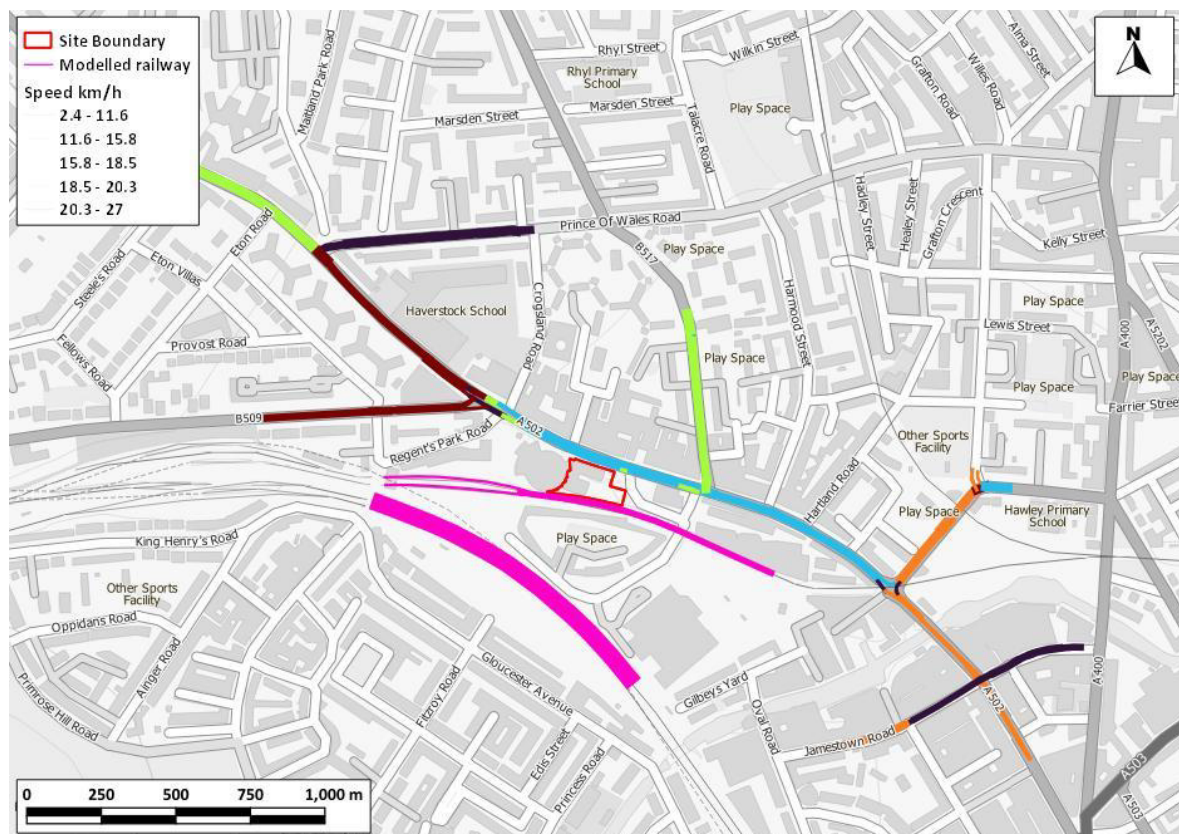 Site Boundary
Modelled railway
Speed km/h
2.4 - 11.6
11.6 - 15.8
15.8 - 18.5
18.5 - 20.3
20.3 - 27
N
Maitland Park Road
Rhyl Street
Wilkin Street
Rhyl Primary
School
Marsden Street
Marsden Street
Talacre Road
Play Space
Grafton Road
Willes Road
Alma Street
Prince Of Wales Road
B517
Play Space
Hadley Street
Healey Street
Grafton Crescent
Kelly Street
Eton Road
Steele's Road
Eton Villas
Haverstock School
Crogsland Road
Harmood Street
Play Space
Lewis Street
A400
A5202
Provost Road
Fellows Road
Play Space
Play Space
Play Space
Farrier Street
B509
A502
Regent's Park Road
Other Sports
Facility
Hartland Road
Play Space
Hawley Primary
School
King Henry's Road
Play Space
Other Sports
Facility
Oppidans Road
Ainger Road
Primrose Hill Road
Gloucester Avenue
Fitzroy Road
Edis Street
Princess Road
Gilbey's Yard
Oval Road
Jamestown Road
A502
A400
A503
A503
0 250 500 750 1,000 m